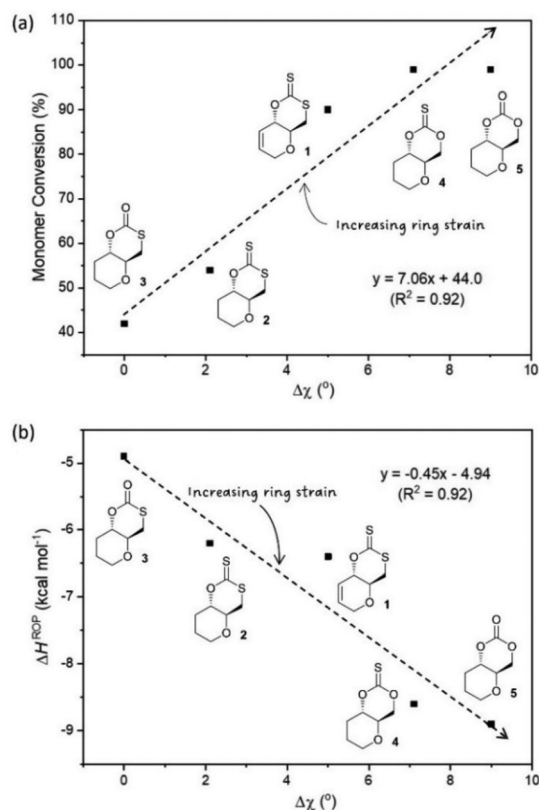 (a)
110
100
90
80
70
60
50
40
Monomer Conversion (%)
S
O S
O
1
S
O O
O
4
O
O O
O
5
O
O S
O
3
S
O S
O
2
Increasing ring strain
y = 7.06x + 44.0
(R² = 0.92)
0 2 4 6 8 10
Δχ (°)
(b)
-5
-6
-7
-8
-9
ΔH^ROP (kcal mol⁻¹)
y = -0.45x - 4.94
(R² = 0.92)
Increasing ring strain
O
O S
O
3
S
O S
O
2
S
O S
O
1
S
O O
O
4
O
O O
O
5
0 2 4 6 8 10
Δχ (°)